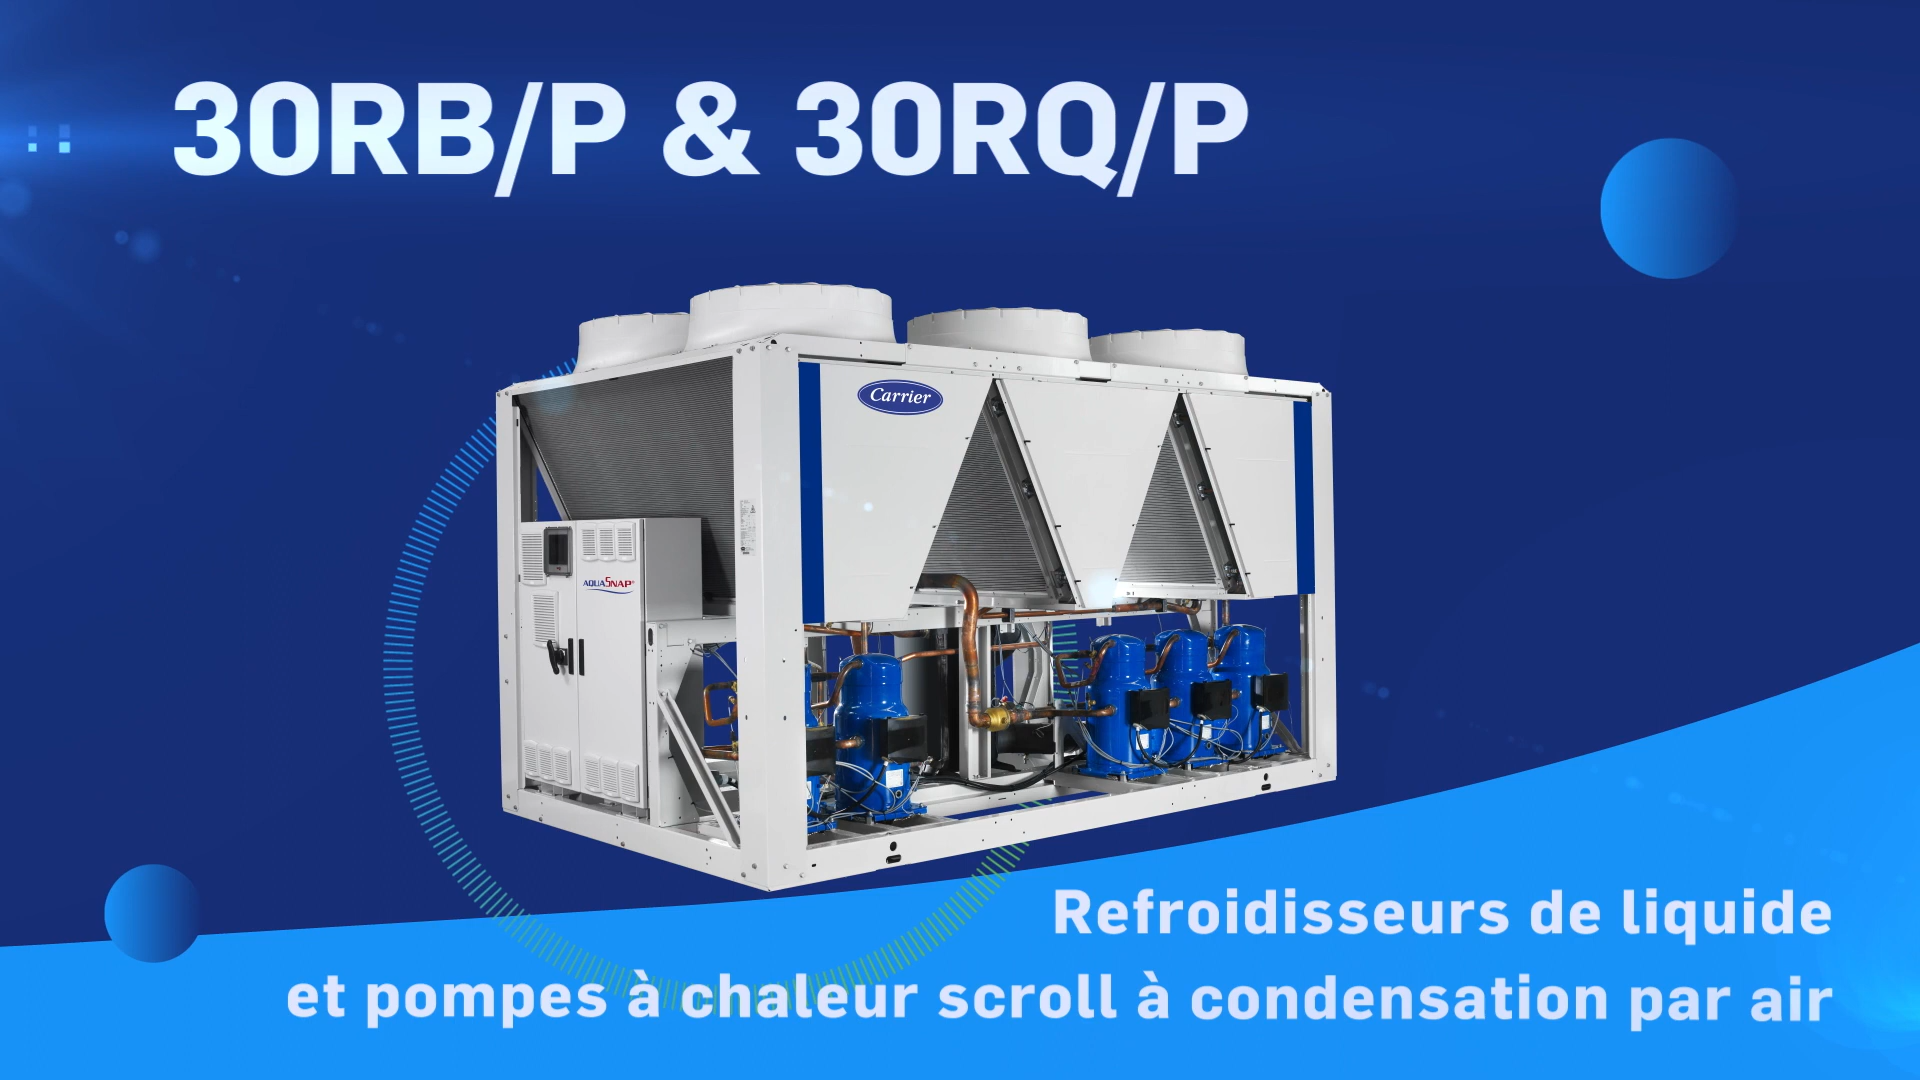 30RB/P & 30RQ/P
Carrier
AQUASNAP®
Refroidisseurs de liquide
et pompes à chaleur scroll à condensation par air